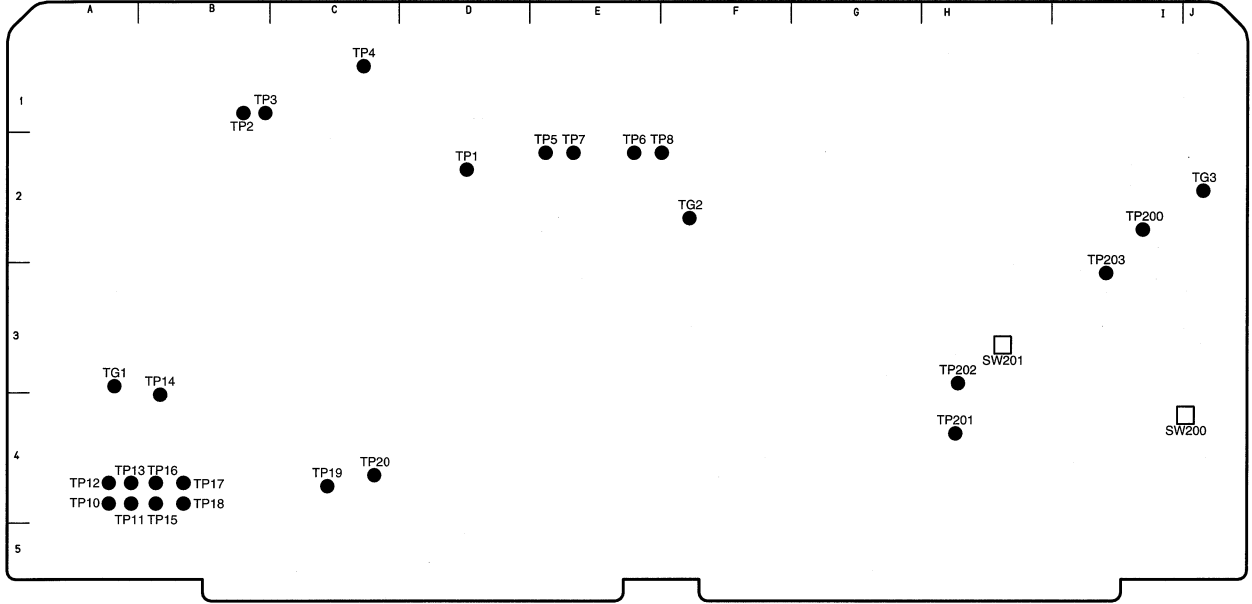 A B C D E F G H I J
TP4
1
TP3
TP2
TP5 TP7 TP6 TP8
TP1
TG3
2
TG2
TP200
TP203
3
SW201
TG1
TP14
TP202
TP201
SW200
4
TP19
TP20
TP13 TP16
TP12 TP17
TP10 TP18
TP11 TP15
5